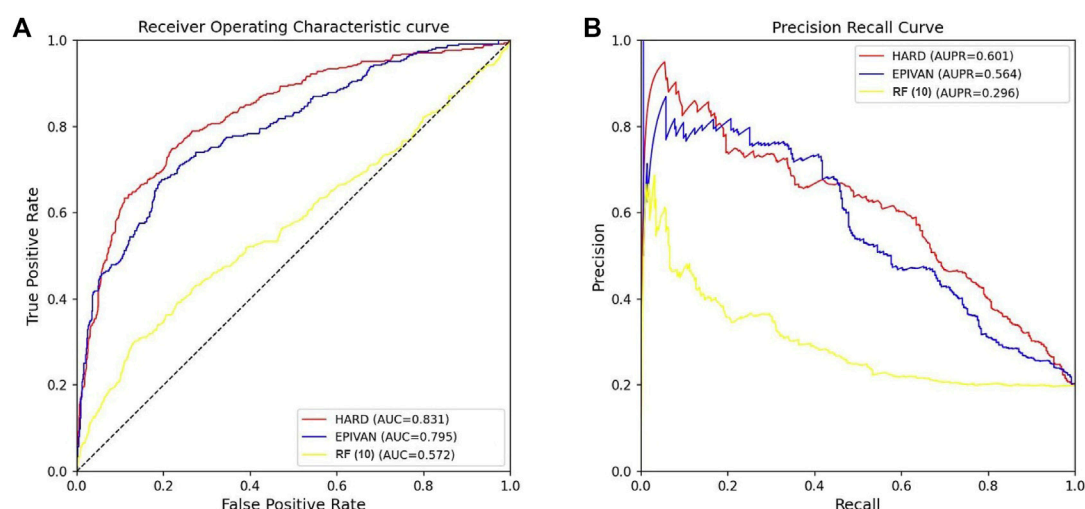 A
Receiver Operating Characteristic curve
True Positive Rate
1.0
0.8
0.6
0.4
0.2
0.0
HARD (AUC=0.831)
EPIVAN (AUC=0.795)
RF (10) (AUC=0.572)
0.0 0.2 0.4 0.6 0.8 1.0
False Positive Rate
B
Precision Recall Curve
Precision
1.0
0.8
0.6
0.4
0.2
0.0
HARD (AUPR=0.601)
EPIVAN (AUPR=0.564)
RF (10) (AUPR=0.296)
0.0 0.2 0.4 0.6 0.8 1.0
Recall